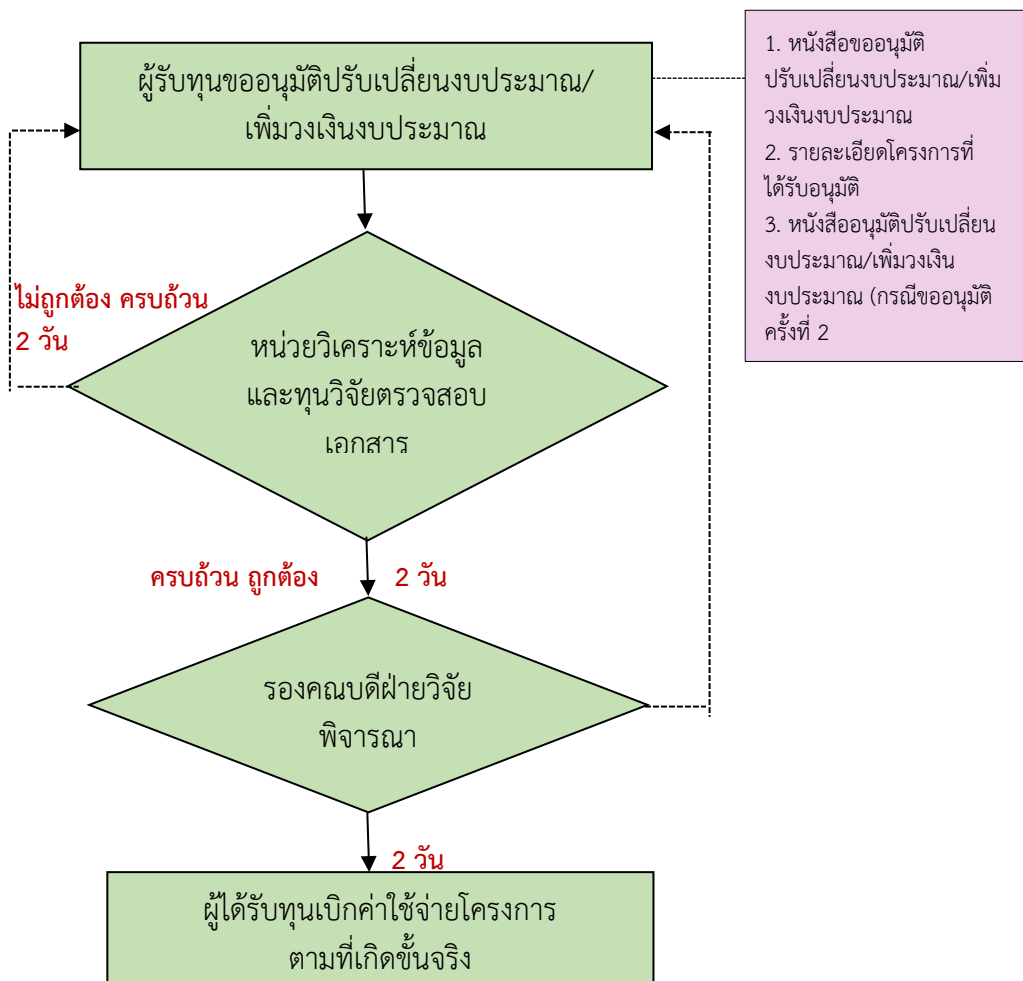 ผู้รับทุนขออนุมัติปรับเปลี่ยนงบประมาณ/
เพิ่มวงเงินงบประมาณ
1. หนังสือขออนุมัติ
ปรับเปลี่ยนงบประมาณ/เพิ่ม
วงเงินงบประมาณ
2. รายละเอียดโครงการที่
ได้รับอนุมัติ
3. หนังสืออนุมัติปรับเปลี่ยน
งบประมาณ/เพิ่มวงเงิน
งบประมาณ (กรณีขออนุมัติ
ครั้งที่ 2
ไม่ถูกต้อง ครบถ้วน
2 วัน
หน่วยวิเคราะห์ข้อมูล
และทุนวิจัยตรวจสอบ
เอกสาร
ครบถ้วน ถูกต้อง 2 วัน
รองคณบดีฝ่ายวิจัย
พิจารณา
2 วัน
ผู้ได้รับทุนเบิกค่าใช้จ่ายโครงการ
ตามที่เกิดขั้นจริง